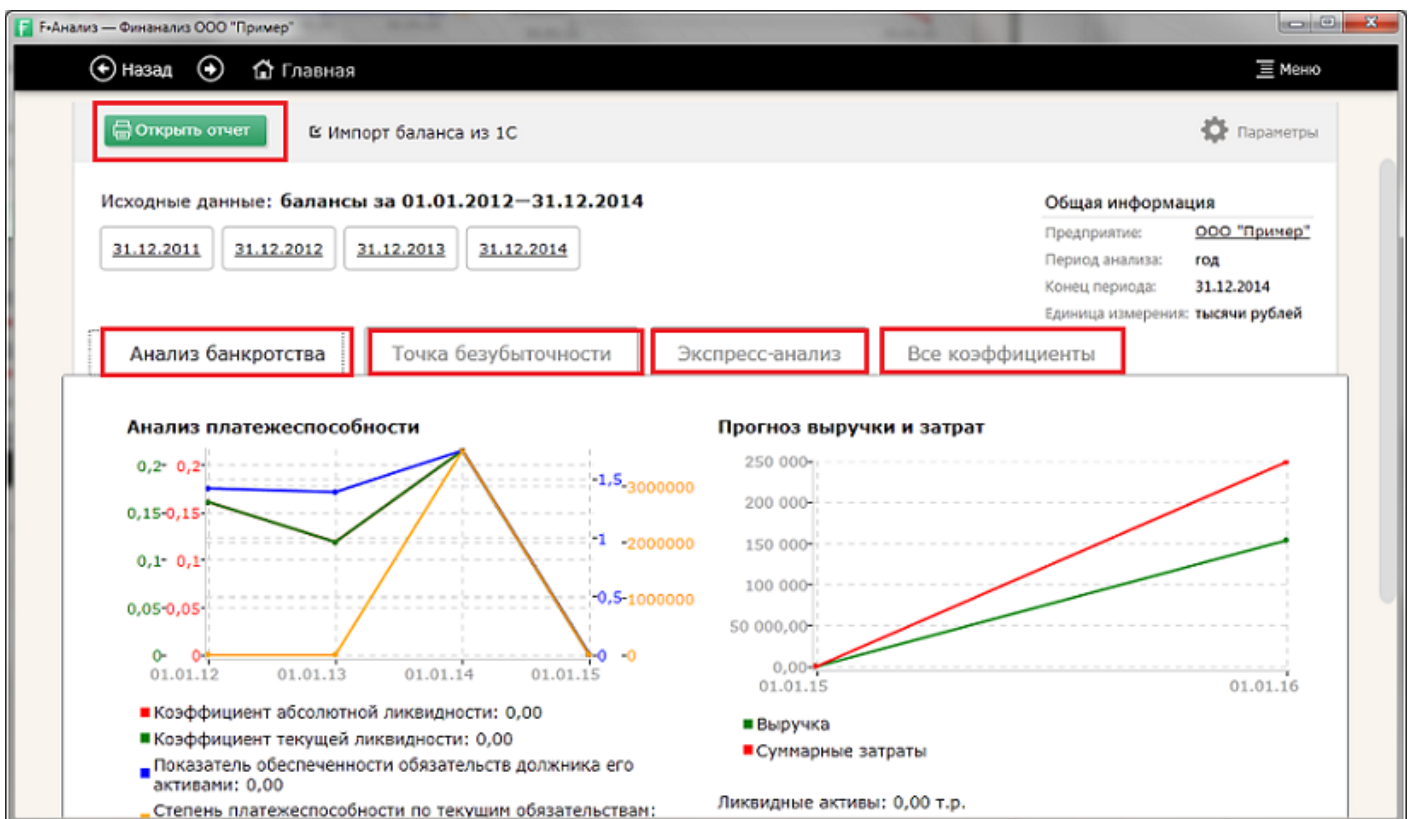 F•Анализ — Финанализ ООО "Пример"
Назад Главная Меню
Открыть отчет Импорт баланса из 1С Параметры
Исходные данные: балансы за 01.01.2012—31.12.2014
31.12.2011 31.12.2012 31.12.2013 31.12.2014
Общая информация
Предприятие: ООО "Пример"
Период анализа: год
Конец периода: 31.12.2014
Единица измерения: тысячи рублей
Анализ банкротства Точка безубыточности Экспресс-анализ Все коэффициенты
Анализ платежеспособности
0,2 0,2
1,5 3000000
0,15 0,15
1 2000000
0,1 0,1
0,5 1000000
0,05 0,05
0 0 0 0
01.01.12 01.01.13 01.01.14 01.01.15
Коэффициент абсолютной ликвидности: 0,00
Коэффициент текущей ликвидности: 0,00
Показатель обеспеченности обязательств должника его
активами: 0,00
Степень платежеспособности по текущим обязательствам:
Прогноз выручки и затрат
250 000
200 000
150 000
100 000
50 000,00
0,00
01.01.15 01.01.16
Выручка
Суммарные затраты
Ликвидные активы: 0,00 т.р.